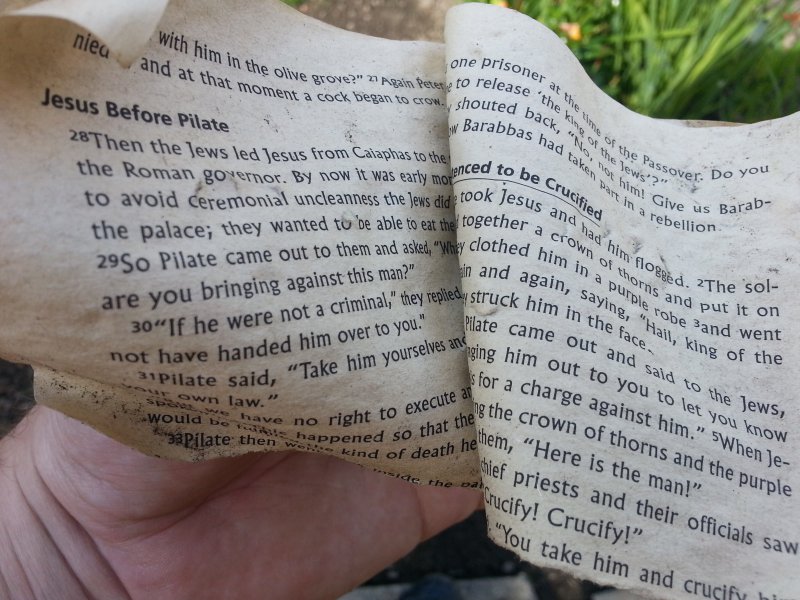 nied
with him in the olive grove?" 27 Again Peter
and at that moment a cock began to crow.
Jesus Before Pilate
28Then the Jews led Jesus from Caiaphas to the
the Roman governor. By now it was early
to avoid ceremonial uncleanness the Jews did
the palace; they wanted to be able to eat the
29So Pilate came out to them and asked,
are you bringing against this man?"
30"If he were not a criminal," they replied,
not have handed him over to you."
31Pilate said, "Take him yourselves and
your own law."
we have no right to execute
would be happened so that the
kind of death he
33Pilate then
inside the
one prisoner at the time of the Passover. Do you
to release 'the king of the Jews'?"
shouted back, "No, not him! Give us Barab-
Barabbas had taken part in a rebellion.
enced to be Crucified
took Jesus and had him flogged. 2The sol-
together a crown of thorns and put it on
clothed him in a purple robe 3and went
and again, saying, "Hail, king of the
struck him in the face.
Pilate came out and said to the Jews,
him out to you to let you know
for a charge against him." 5When Je-
the crown of thorns and the purple
them, "Here is the man!"
chief priests and their officials saw
Crucify! Crucify!"
"You take him and crucify him